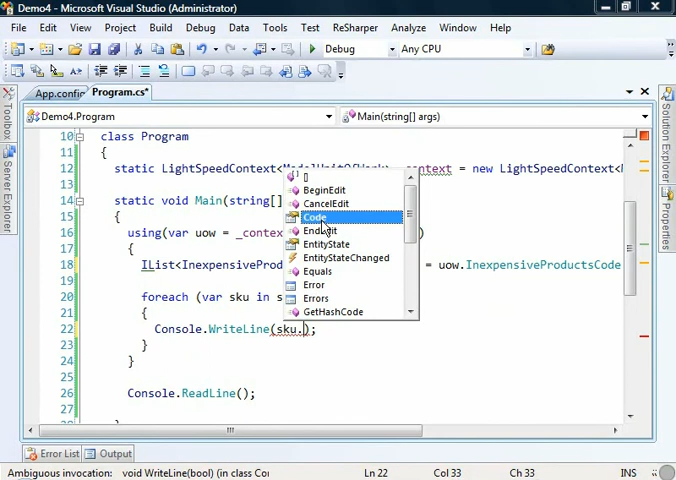 Demo4 - Microsoft Visual Studio (Administrator)
File Edit View Project Build Debug Data Tools Test ReSharper Analyze Window Help
Debug Any CPU
App.config Program.cs*
Demo4.Program Main(string[] args)
10 class Program
11 {
12 static LightSpeedContext<ModelUnitOfWork> _context = new LightSpeedContext<M
13
14 static void Main(string[]
15 {
16 using(var uow = _contex )
17 {
18 IList<InexpensiveProd = uow.InexpensiveProductsCode
19
20 foreach (var sku in s
21 {
22 Console.WriteLine(sku.);
23 }
24 }
25
26 Console.ReadLine();
27
[]
BeginEdit
CancelEdit
Code
EndEdit
EntityState
EntityStateChanged
Equals
Error
Errors
GetHashCode
Toolbox
Server Explorer
Solution Explorer
Properties
Error List Output
Ambiguous invocation: void WriteLine(bool) (in class Con Ln 22 Col 33 Ch 33 INS